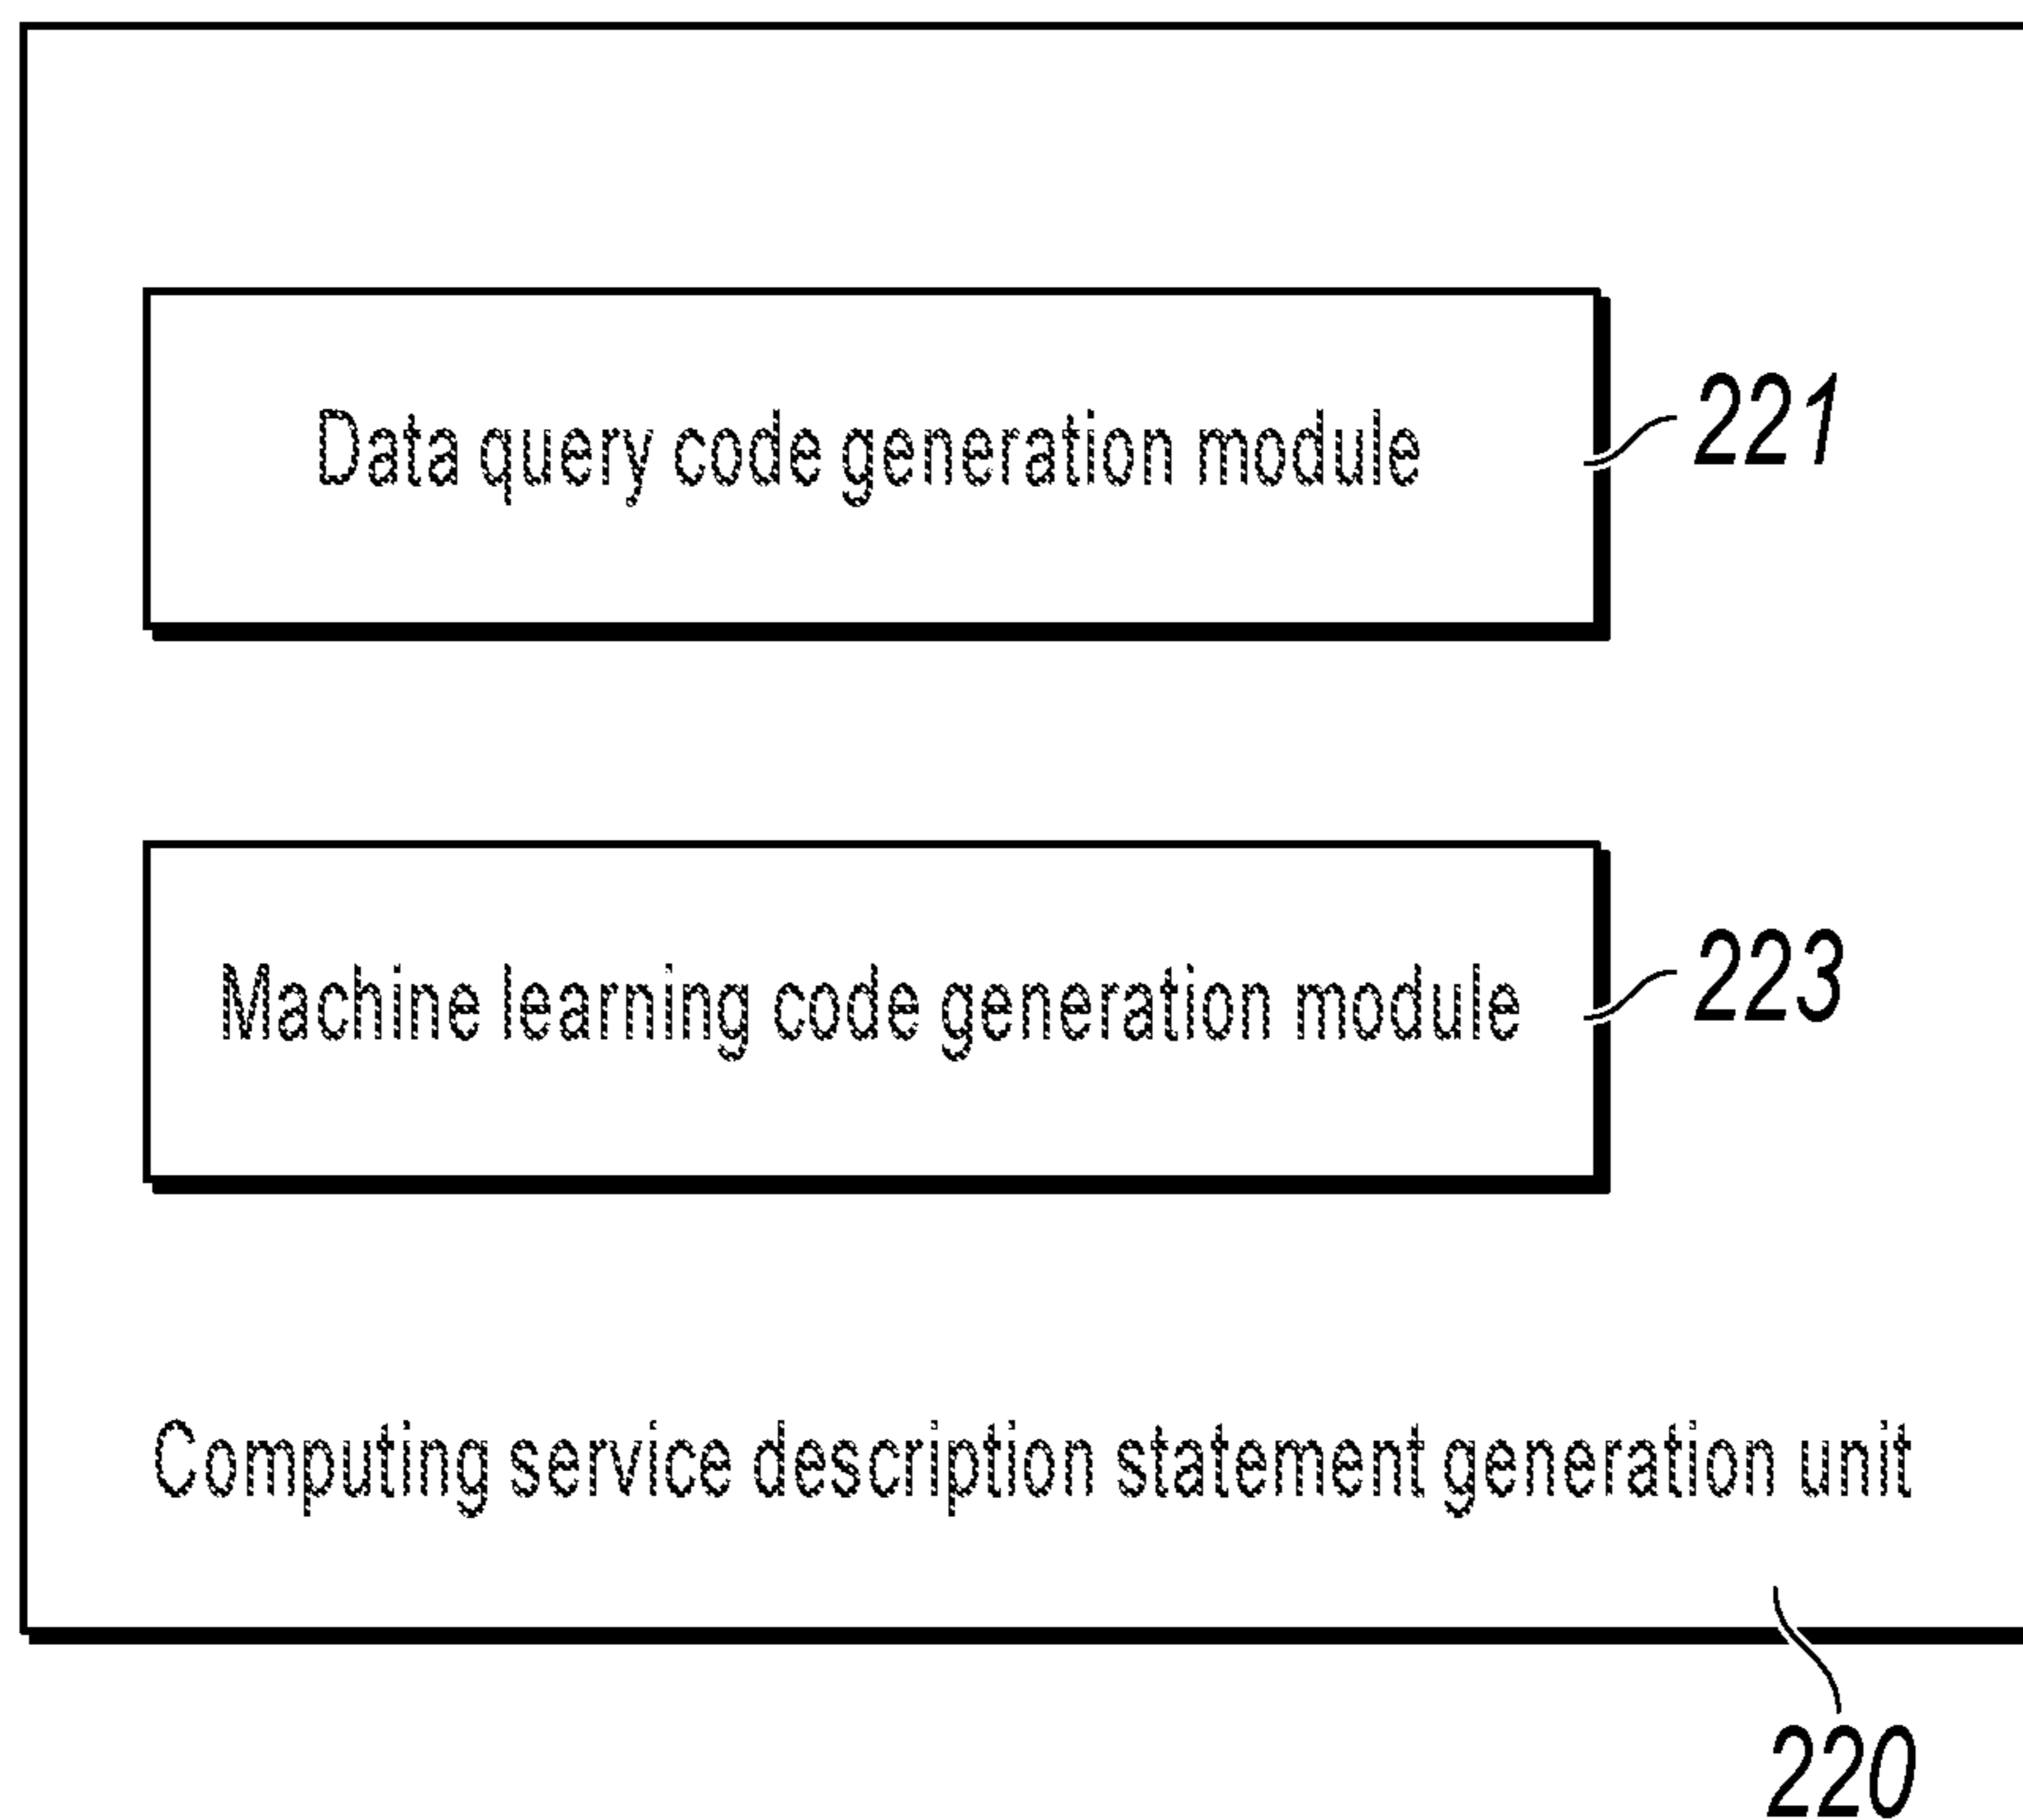 Data query code generation module
221
Machine learning code generation module
223
Computing service description statement generation unit
220